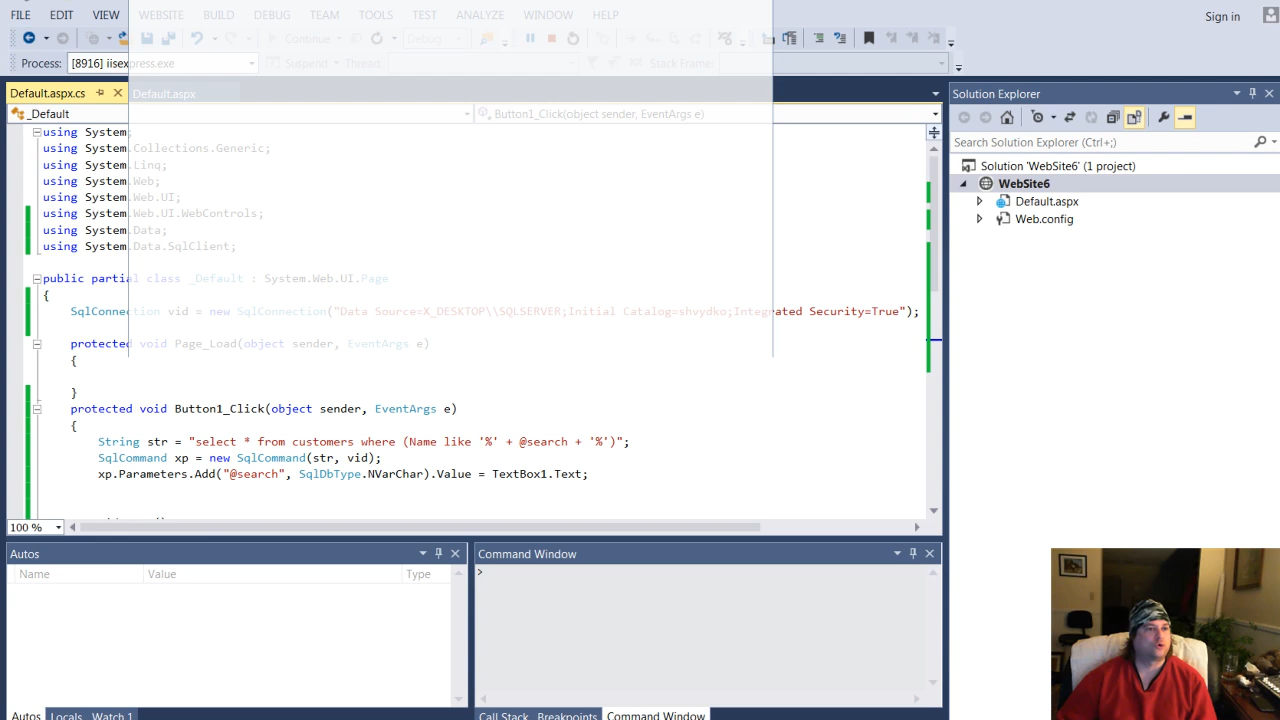 FILE EDIT VIEW WEBSITE BUILD DEBUG TEAM TOOLS TEST ANALYZE WINDOW HELP Sign in
Continue Debug
Process: [8916] iisexpress.exe Suspend Thread: Stack Frame:
Default.aspx.cs Default.aspx
_Default Button1_Click(object sender, EventArgs e)
using System;
using System.Collections.Generic;
using System.Linq;
using System.Web;
using System.Web.UI;
using System.Web.UI.WebControls;
using System.Data;
using System.Data.SqlClient;
public partial class _Default : System.Web.UI.Page
{
SqlConnection vid = new SqlConnection("Data Source=X_DESKTOP\\SQLSERVER;Initial Catalog=shvydko;Integrated Security=True");
protected void Page_Load(object sender, EventArgs e)
{
}
protected void Button1_Click(object sender, EventArgs e)
{
String str = "select * from customers where (Name like '%' + @search + '%')";
SqlCommand xp = new SqlCommand(str, vid);
xp.Parameters.Add("@search", SqlDbType.NVarChar).Value = TextBox1.Text;
100 %
Autos
Name Value Type
Autos Locals Watch 1
Command Window
>
Call Stack Breakpoints Command Window
Solution Explorer
Search Solution Explorer (Ctrl+;)
Solution 'WebSite6' (1 project)
WebSite6
Default.aspx
Web.config